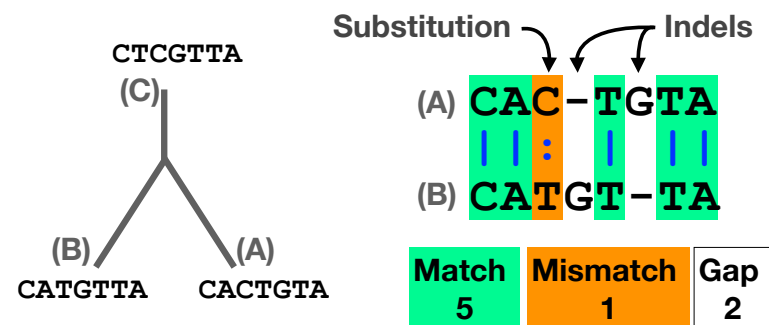 CTCGTTA
(C)
(B)
(A)
CATGTTA
CACTGTA
Substitution
Indels
(A) CAC-TGTA
||: | ||
(B) CATGT-TA
Match Mismatch Gap
5 1 2